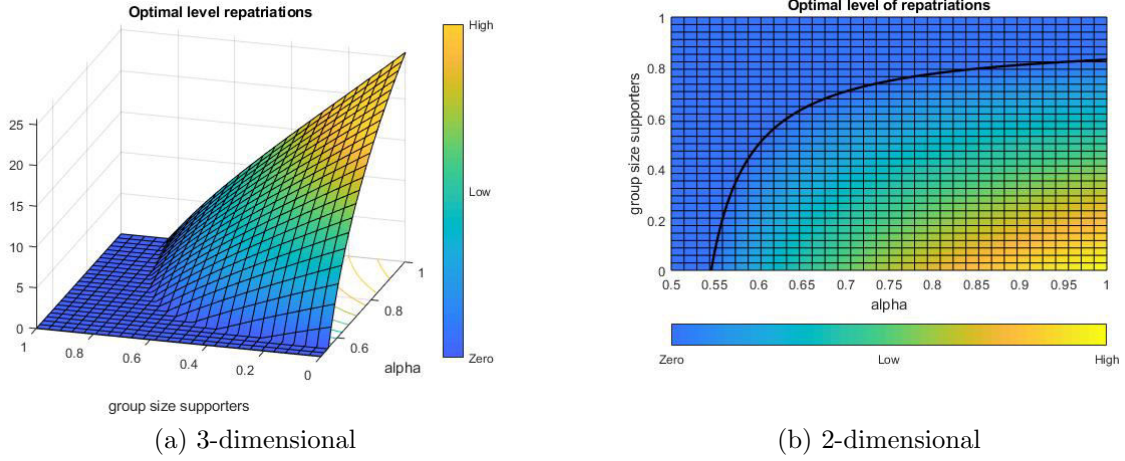 Optimal level repatriations
25
20
15
10
5
0
1
0.8
0.6
0.4
0.2
0
0.6
0.8
1
alpha
group size supporters
High
Low
Zero
(a) 3-dimensional
Optimal level of repatriations
1
0.8
0.6
0.4
0.2
0
group size supporters
0.5 0.55 0.6 0.65 0.7 0.75 0.8 0.85 0.9 0.95 1
alpha
Zero Low High
(b) 2-dimensional